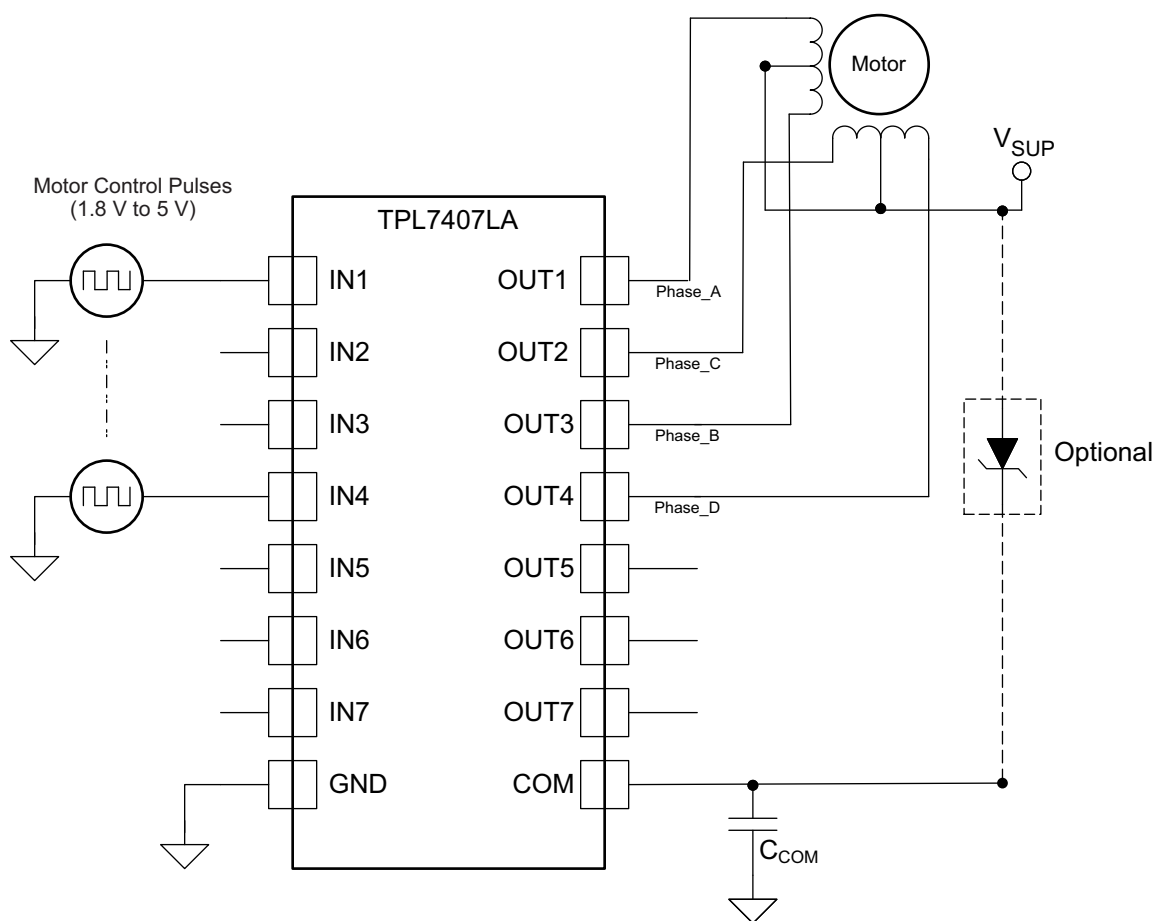 Motor
V_SUP
Motor Control Pulses
(1.8 V to 5 V)
TPL7407LA
IN1
OUT1
Phase_A
IN2
OUT2
Phase_C
IN3
OUT3
Phase_B
Optional
IN4
OUT4
Phase_D
IN5
OUT5
IN6
OUT6
IN7
OUT7
GND
COM
C_COM